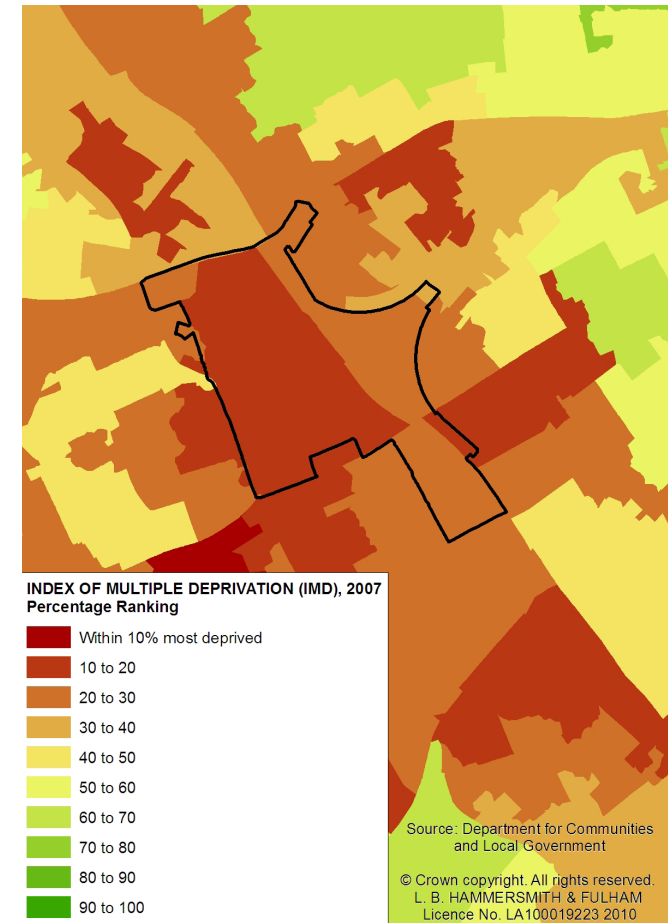 INDEX OF MULTIPLE DEPRIVATION (IMD), 2007
Percentage Ranking
Within 10% most deprived
10 to 20
20 to 30
30 to 40
40 to 50
50 to 60
60 to 70
70 to 80
80 to 90
90 to 100
Source: Department for Communities
and Local Government
© Crown copyright. All rights reserved.
L. B. HAMMERSMITH & FULHAM
Licence No. LA100019223 2010